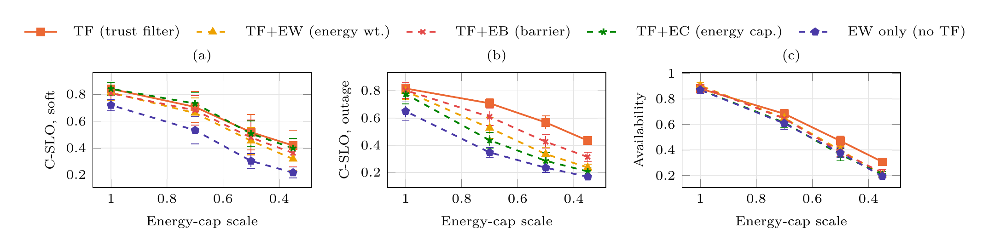 TF (trust filter) TF+EW (energy wt.) TF+EB (barrier) TF+EC (energy cap.) EW only (no TF)
(a)
C-SLO, soft
0.8
0.6
0.4
0.2
1 0.8 0.6 0.4
Energy-cap scale
(b)
C-SLO, outage
0.8
0.6
0.4
0.2
1 0.8 0.6 0.4
Energy-cap scale
(c)
Availability
1
0.8
0.6
0.4
0.2
1 0.8 0.6 0.4
Energy-cap scale